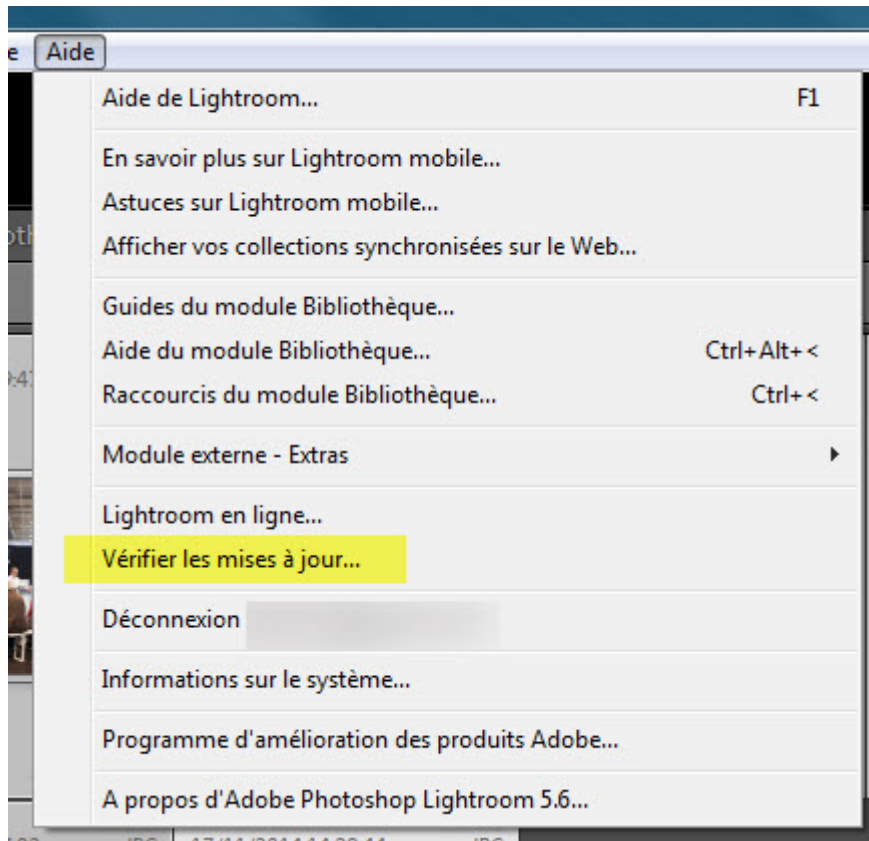 e Aide
Aide de Lightroom... F1
En savoir plus sur Lightroom mobile...
Astuces sur Lightroom mobile...
Afficher vos collections synchronisées sur le Web...
Guides du module Bibliothèque...
Aide du module Bibliothèque... Ctrl+Alt+<
Raccourcis du module Bibliothèque... Ctrl+<
Module externe - Extras
Lightroom en ligne...
Vérifier les mises à jour...
Déconnexion
Informations sur le système...
Programme d'amélioration des produits Adobe...
A propos d'Adobe Photoshop Lightroom 5.6...